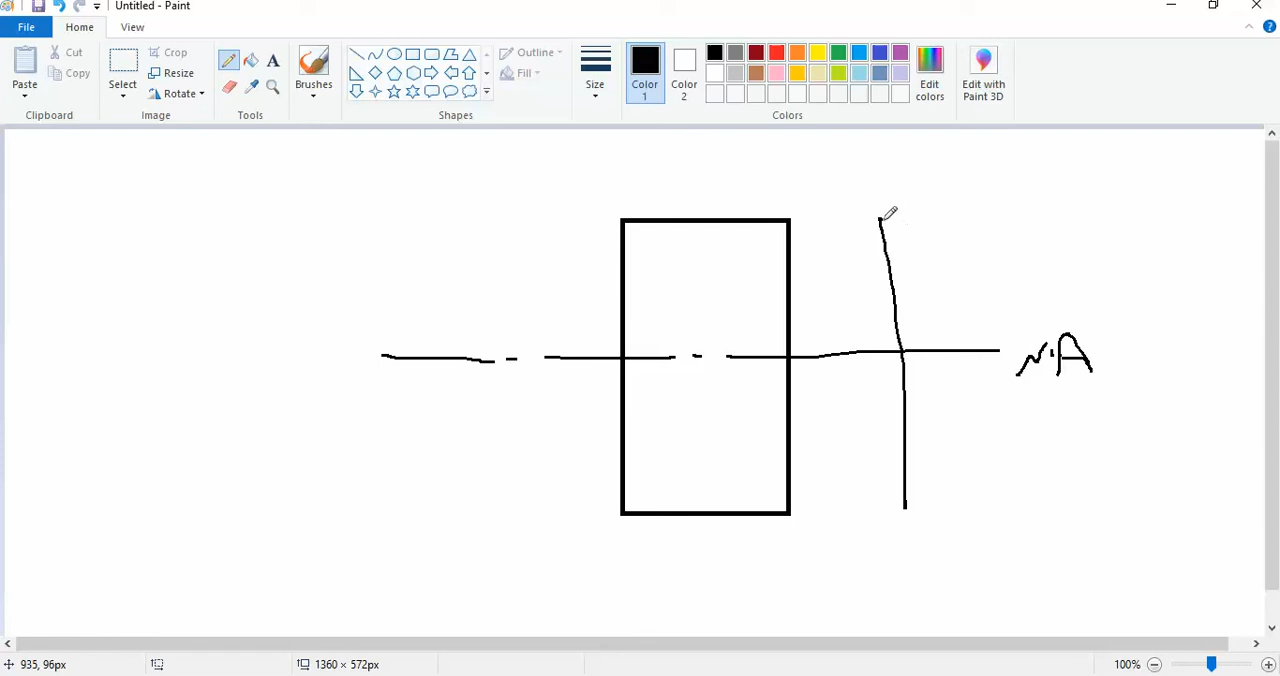 Untitled - Paint
File
Home
View
Paste
Cut
Copy
Clipboard
Select
Crop
Resize
Rotate
Image
Tools
Brushes
Shapes
Outline
Fill
Size
Color 1
Color 2
Edit colors
Colors
Edit with Paint 3D
N.A
935, 96px
1360 × 572px
100%